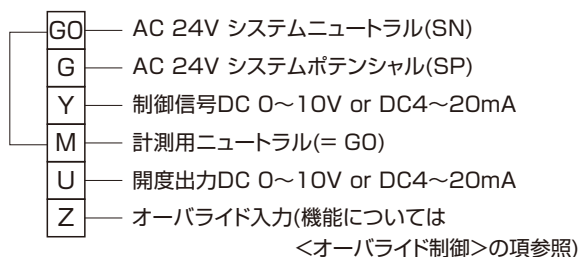 G0 AC 24V システムニュートラル(SN)
G AC 24V システムポテンシャル(SP)
Y 制御信号DC 0〜10V or DC4〜20mA
M 計測用ニュートラル(= G0)
U 開度出力DC 0〜10V or DC4〜20mA
Z オーバライド入力(機能については
<オーバライド制御>の項参照)